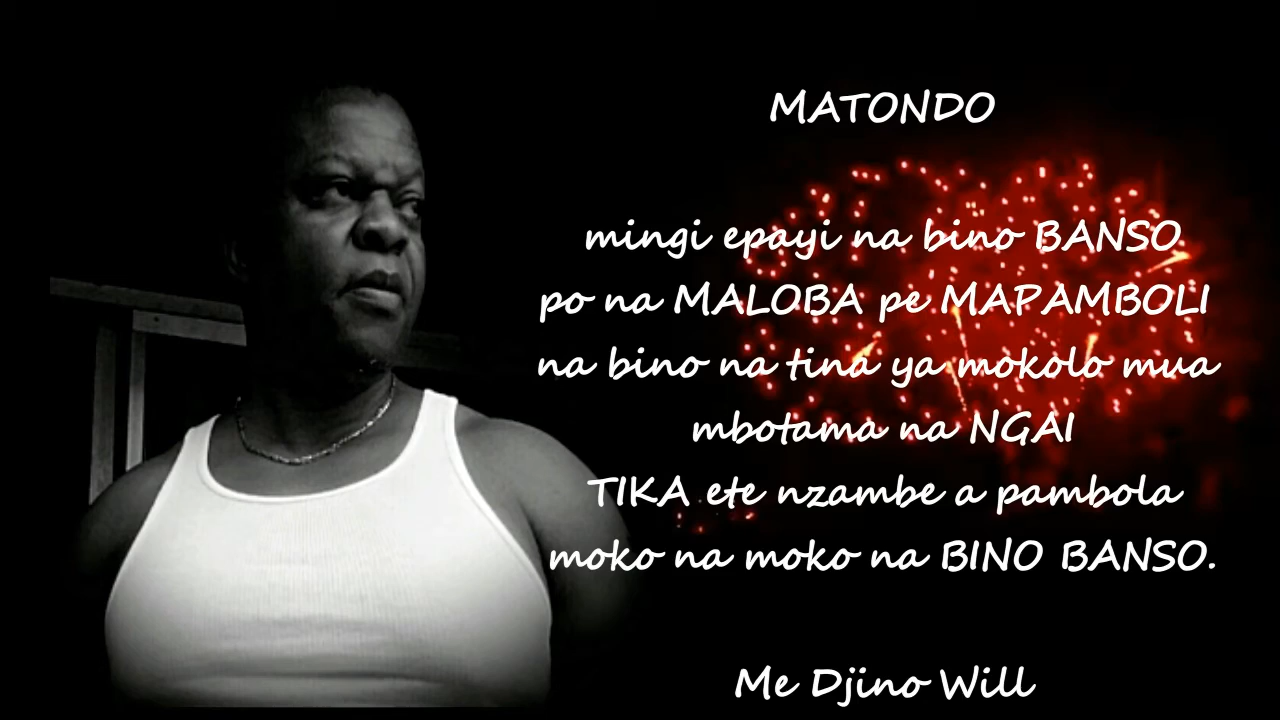 MATONDO
mingi epayi na bino BANSO
po na MALOBA pe MAPAMBOLI
na bino na tina ya mokolo mua
mbotama na NGAI
TIKA ete nzambe a pambola
moko na moko na BINO BANSO.
Me Djino Will